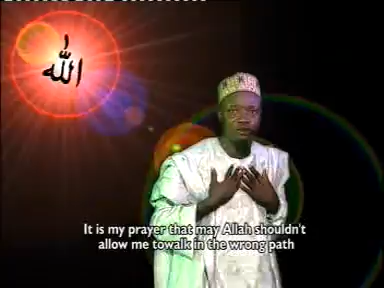 الله
It is my prayer that may Allah shouldn't
allow me towalk in the wrong path